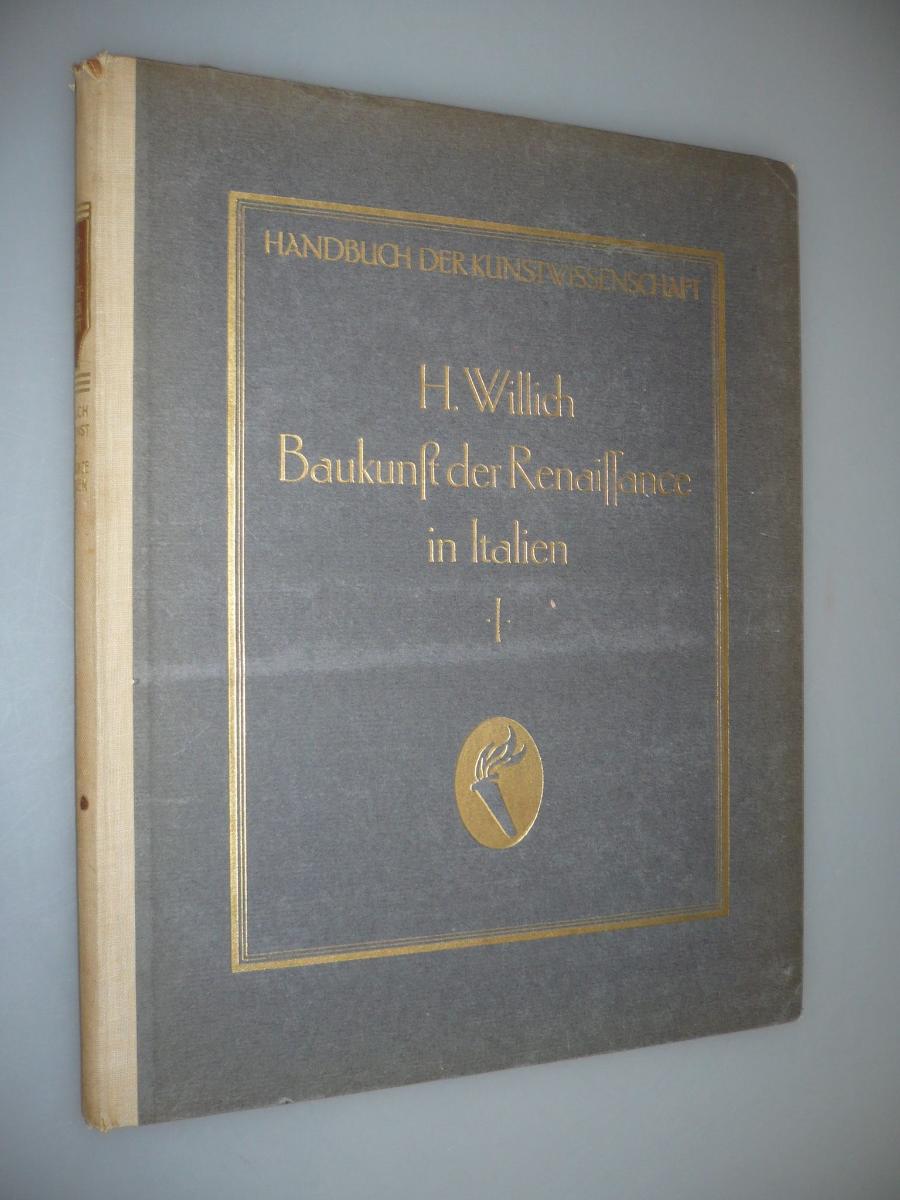 HANDBUCH DER KUNSTWISSENSCHAFT
H. Willich
Baukunſt der Renaiſſance
in Italien
·I·